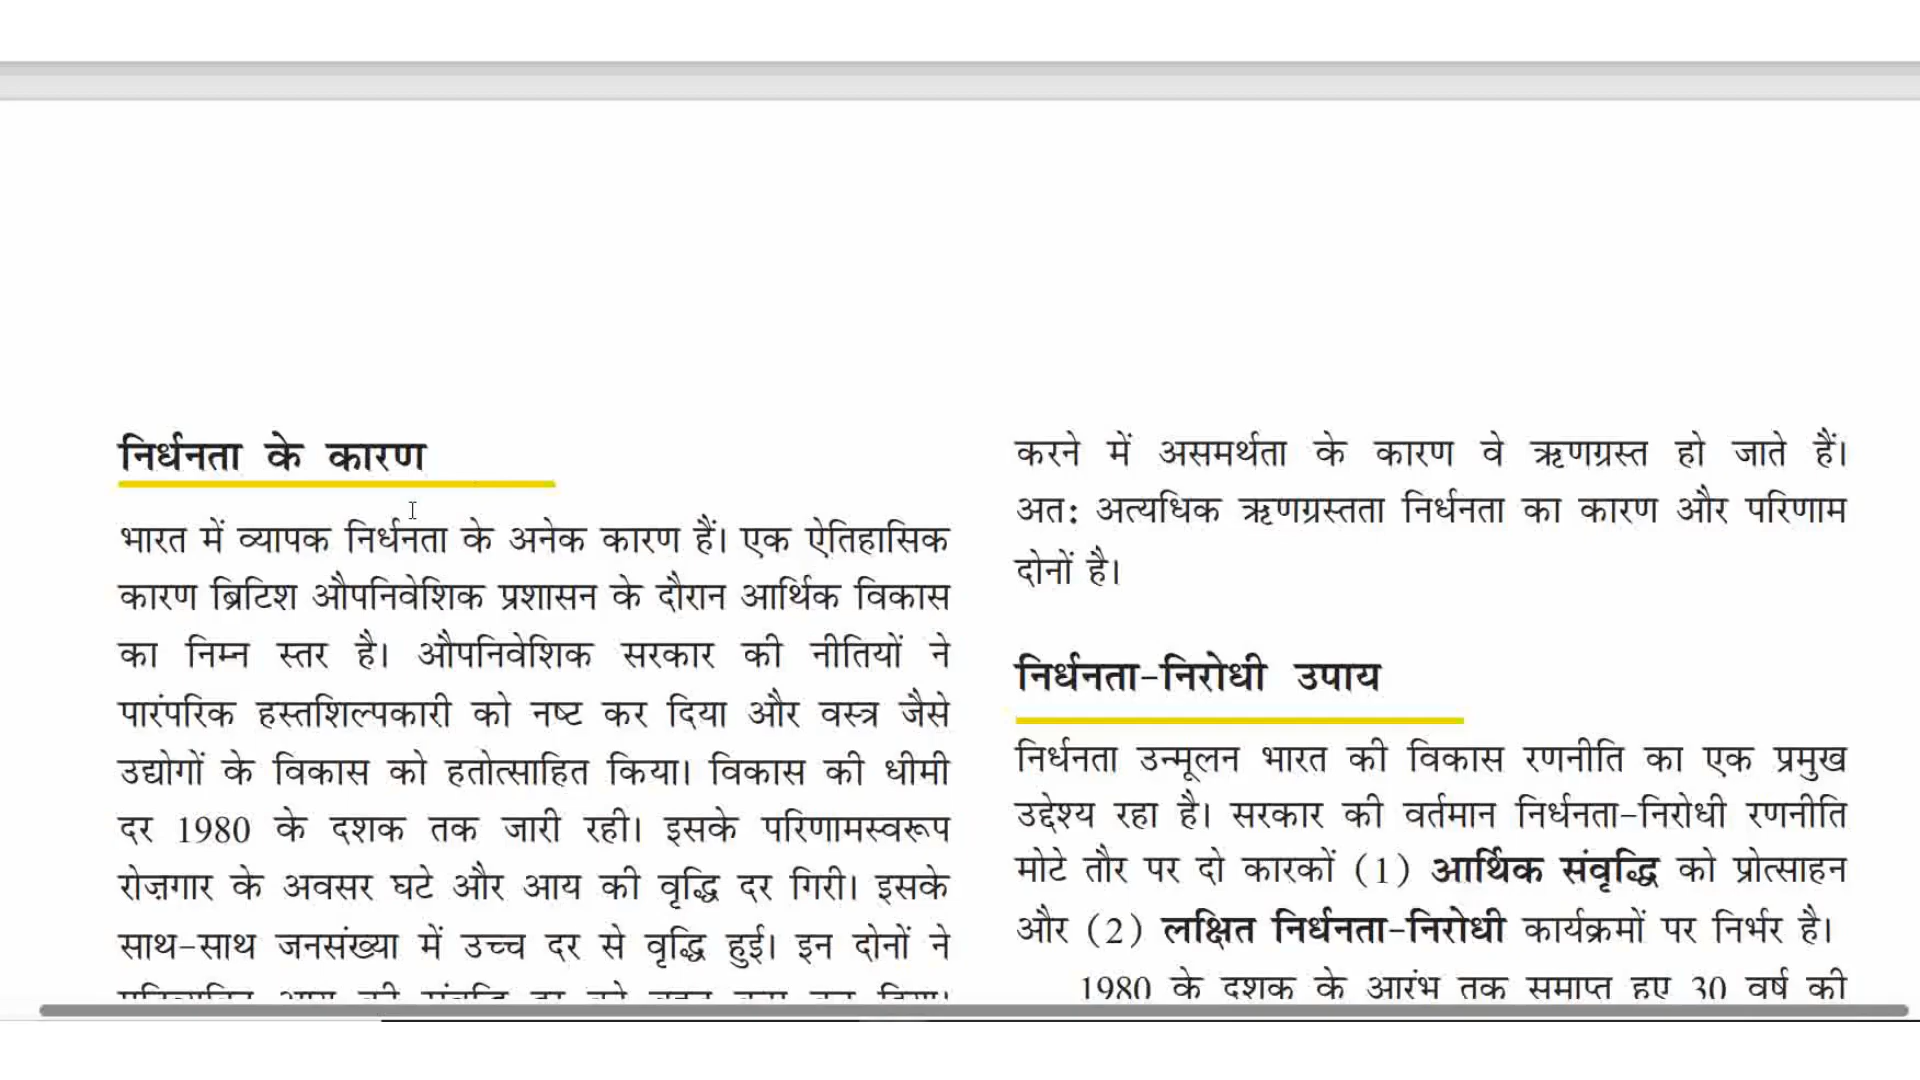 निर्धनता के कारण
भारत में व्यापक निर्धनता के अनेक कारण हैं। एक ऐतिहासिक
कारण ब्रिटिश औपनिवेशिक प्रशासन के दौरान आर्थिक विकास
का निम्न स्तर है। औपनिवेशिक सरकार की नीतियों ने
पारंपरिक हस्तशिल्पकारी को नष्ट कर दिया और वस्त्र जैसे
उद्योगों के विकास को हतोत्साहित किया। विकास की धीमी
दर 1980 के दशक तक जारी रही। इसके परिणामस्वरूप
रोज़गार के अवसर घटे और आय की वृद्धि दर गिरी। इसके
साथ-साथ जनसंख्या में उच्च दर से वृद्धि हुई। इन दोनों ने
करने में असमर्थता के कारण वे ऋणग्रस्त हो जाते हैं।
अत: अत्यधिक ऋणग्रस्तता निर्धनता का कारण और परिणाम
दोनों है।
निर्धनता-निरोधी उपाय
निर्धनता उन्मूलन भारत की विकास रणनीति का एक प्रमुख
उद्देश्य रहा है। सरकार की वर्तमान निर्धनता-निरोधी रणनीति
मोटे तौर पर दो कारकों (1) आर्थिक संवृद्धि को प्रोत्साहन
और (2) लक्षित निर्धनता-निरोधी कार्यक्रमों पर निर्भर है।
1980 के दशक के आरंभ तक समाप्त हुए 30 वर्ष की